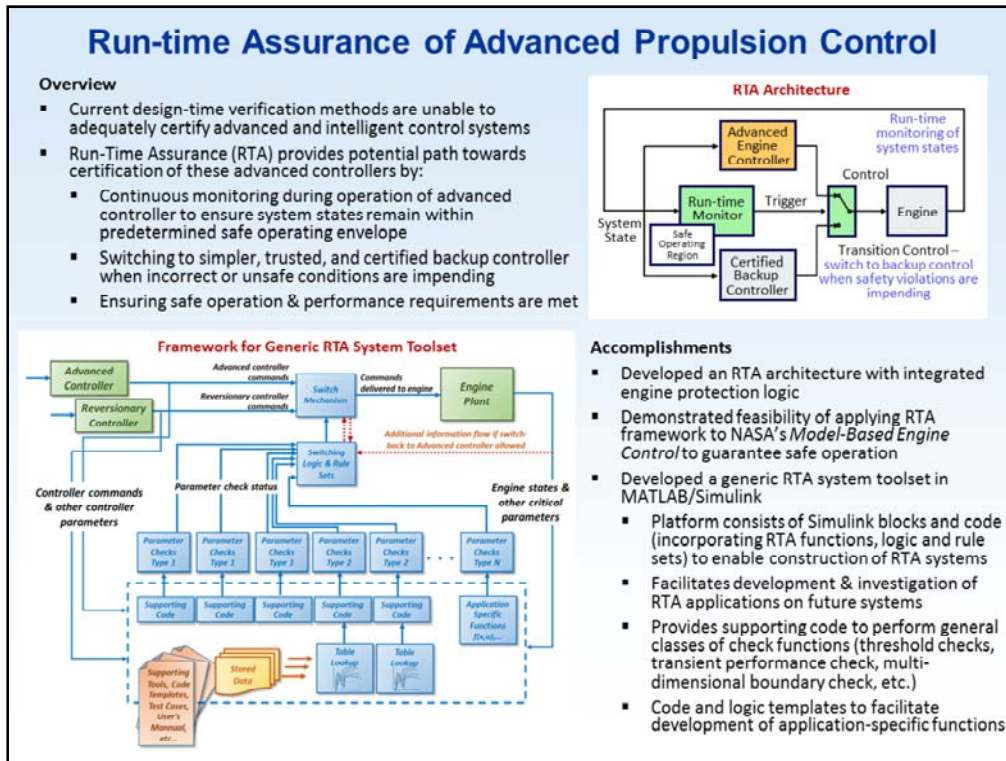 Run-time Assurance of Advanced Propulsion Control
Overview
▪ Current design-time verification methods are unable to
adequately certify advanced and intelligent control systems
▪ Run-Time Assurance (RTA) provides potential path towards
certification of these advanced controllers by:
▪ Continuous monitoring during operation of advanced
controller to ensure system states remain within
predetermined safe operating envelope
▪ Switching to simpler, trusted, and certified backup controller
when incorrect or unsafe conditions are impending
▪ Ensuring safe operation & performance requirements are met
RTA Architecture
Advanced
Engine
Controller
Run-time
monitoring of
system states
Control
Run-time
Monitor
Trigger
Engine
System
State
Safe
Operating
Region
Certified
Backup
Controller
Transition Control –
switch to backup control
when safety violations are
impending
Framework for Generic RTA System Toolset
Advanced
Controller
Reversionary
Controller
Advanced controller
commands
Reversionary controller
commands
Switch
Mechanism
Commands
delivered to engine
Engine
Plant
Additional information flow if switch-
back to Advanced controller allowed
Switching
Logic & Rule
Sets
Controller commands
& other controller
parameters
Parameter check status
Engine states &
other critical
parameters
Parameter
Checks
Type 1
Parameter
Checks
Type 1
Parameter
Checks
Type 1
Parameter
Checks
Type 2
Parameter
Checks
Type 2
. . .
Parameter
Checks
Type N
Supporting
Code
Supporting
Code
Supporting
Code
Supporting
Code
Supporting
Code
Application
Specific
Functions
f(x,u),...
Table
Lookup
Table
Lookup
Stored
Data
Supporting
Tools, Code
Templates,
Test Cases,
User's
Mannual,
etc...
Accomplishments
▪ Developed an RTA architecture with integrated
engine protection logic
▪ Demonstrated feasibility of applying RTA
framework to NASA's Model-Based Engine
Control to guarantee safe operation
▪ Developed a generic RTA system toolset in
MATLAB/Simulink
▪ Platform consists of Simulink blocks and code
(incorporating RTA functions, logic and rule
sets) to enable construction of RTA systems
▪ Facilitates development & investigation of
RTA applications on future systems
▪ Provides supporting code to perform general
classes of check functions (threshold checks,
transient performance check, multi-
dimensional boundary check, etc.)
▪ Code and logic templates to facilitate
development of application-specific functions